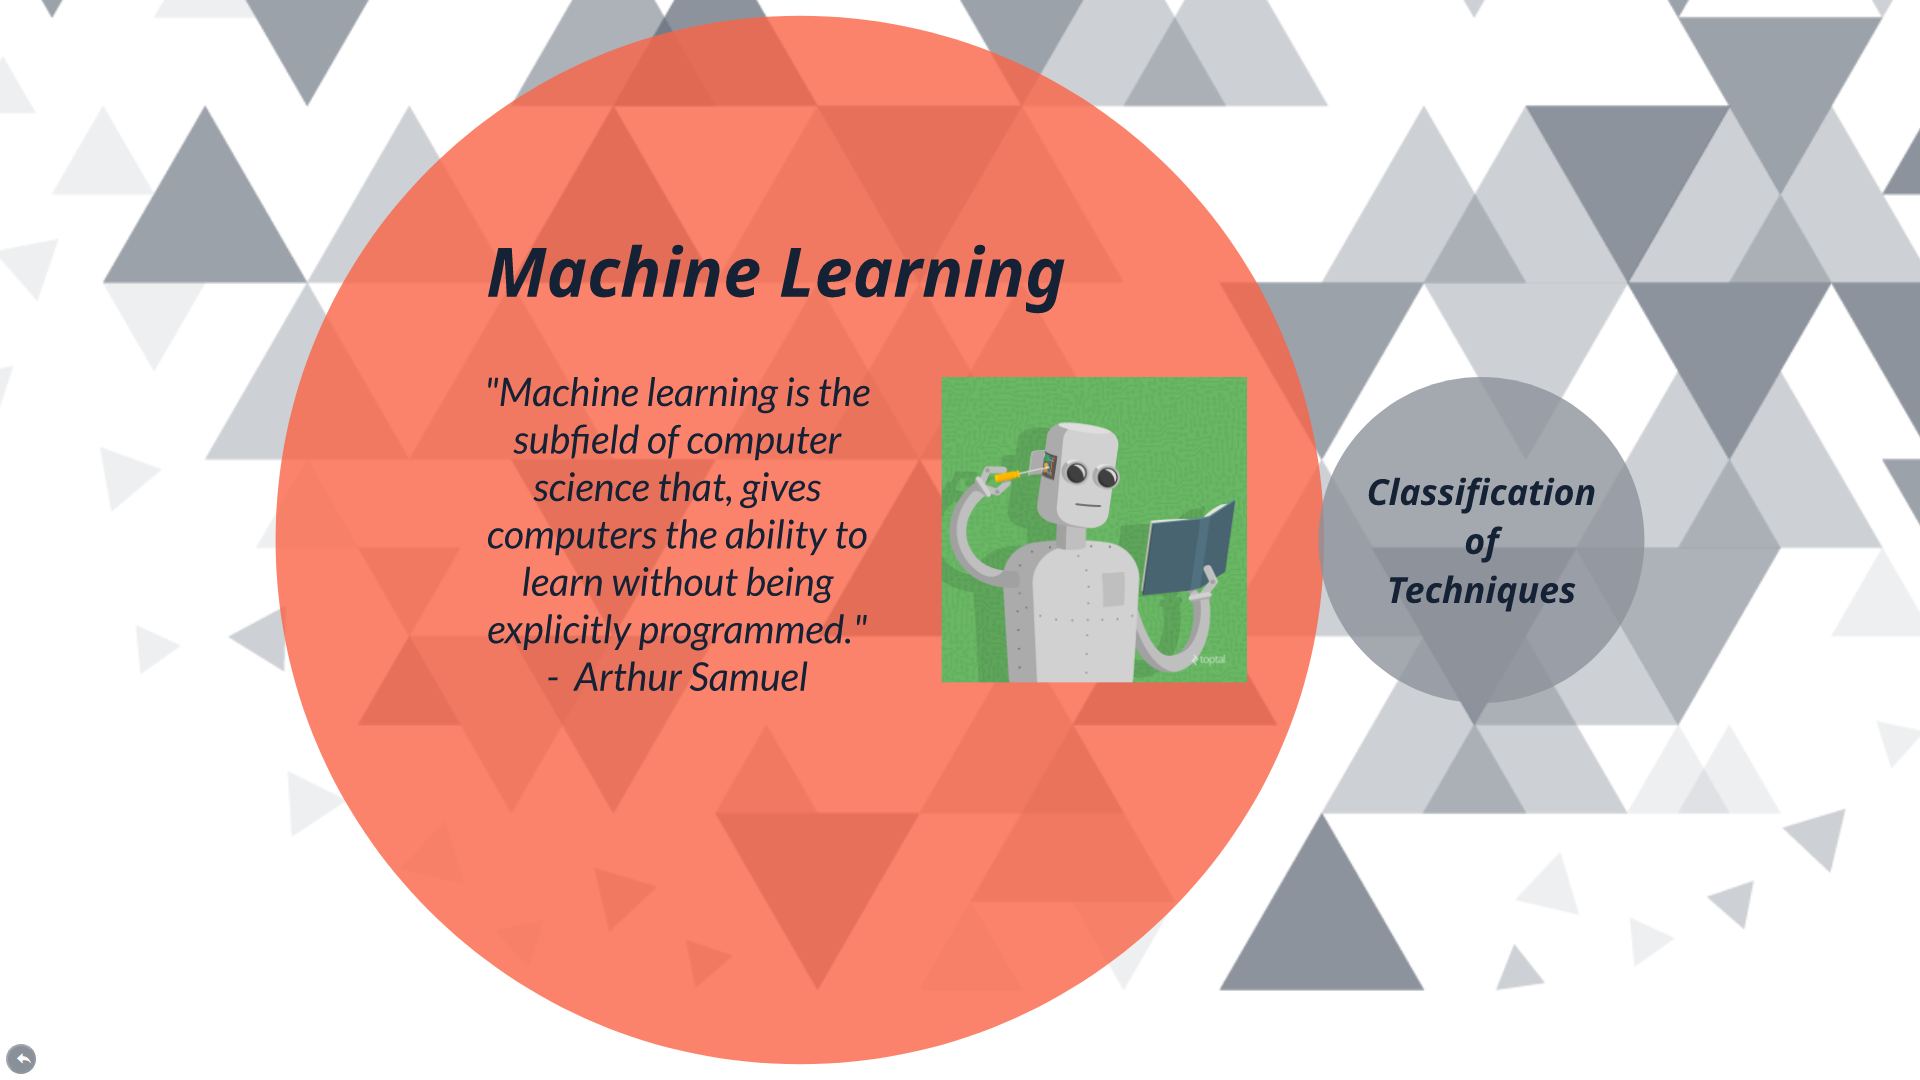 Machine Learning
"Machine learning is the
subfield of computer
science that, gives
computers the ability to
learn without being
explicitly programmed."
- Arthur Samuel
toptal
Classification
of
Techniques